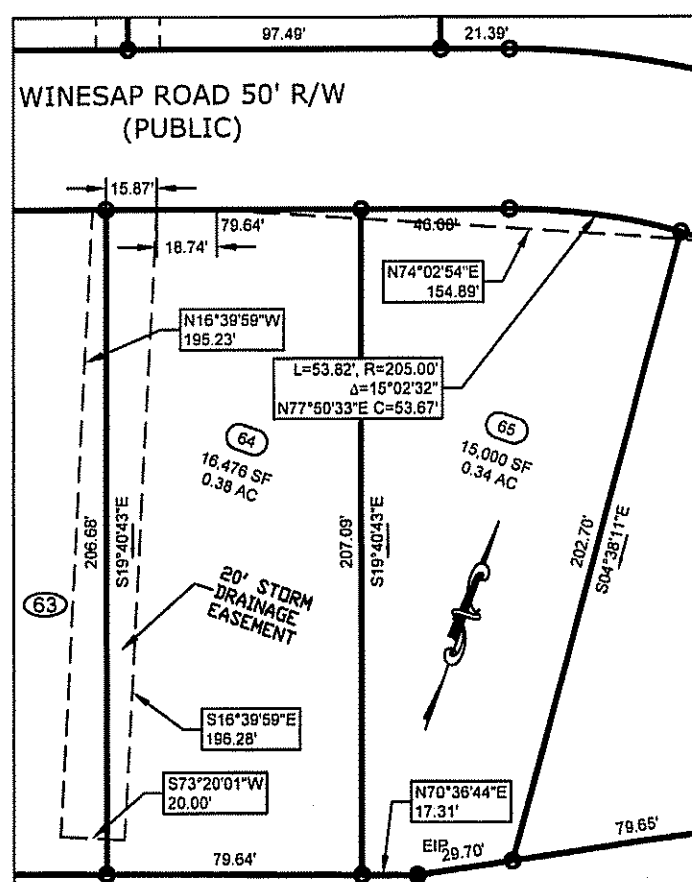 97.49'
21.39'
WINESAP ROAD 50' R/W
(PUBLIC)
15.87'
79.64'
18.74'
N74°02'54"E
154.89'
N16°39'59"W
195.23'
L=53.82', R=205.00'
Δ=15°02'32"
N77°50'33"E C=53.67'
64
16,476 SF
0.38 AC
65
15,000 SF
0.34 AC
206.68'
S19°40'43"E
207.09'
S19°40'43"E
202.70'
S04°38'11"E
20' STORM
DRAINAGE
EASEMENT
63
S16°39'59"E
196.28'
S73°20'01"W
20.00'
N70°36'44"E
17.31'
79.64'
EIP
29.70'
79.65'